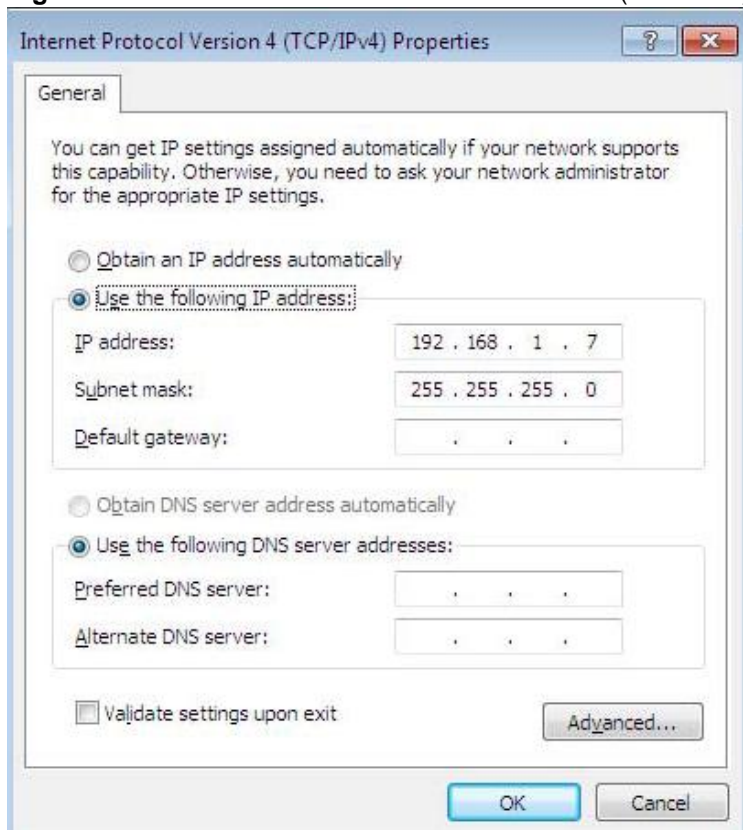 Internet Protocol Version 4 (TCP/IPv4) Properties
General
You can get IP settings assigned automatically if your network supports
this capability. Otherwise, you need to ask your network administrator
for the appropriate IP settings.
Obtain an IP address automatically
Use the following IP address:
IP address: 192 . 168 . 1 . 7
Subnet mask: 255 . 255 . 255 . 0
Default gateway: . . .
Obtain DNS server address automatically
Use the following DNS server addresses:
Preferred DNS server: . . .
Alternate DNS server: . . .
Validate settings upon exit
Advanced...
OK Cancel